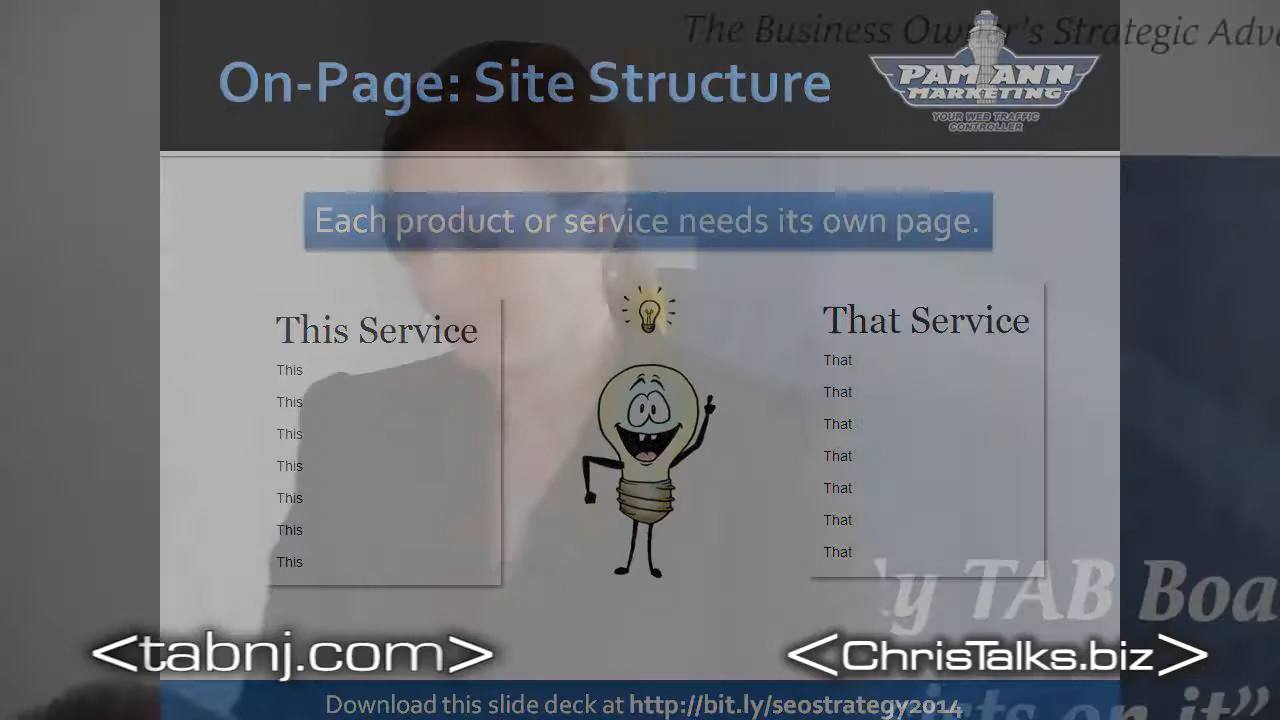 The Business Owner's Strategic Adv
On-Page: Site Structure
PAM ANN
MARKETING
YOUR WEB TRAFFIC
CONTROLLER
Each product or service needs its own page.
This Service
This
This
This
This
This
This
This
That Service
That
That
That
That
That
That
That
y TAB Boa
<tabnj.com>
<ChrisTalks.biz>
on it”
Download this slide deck at http://bit.ly/seostrategy2014